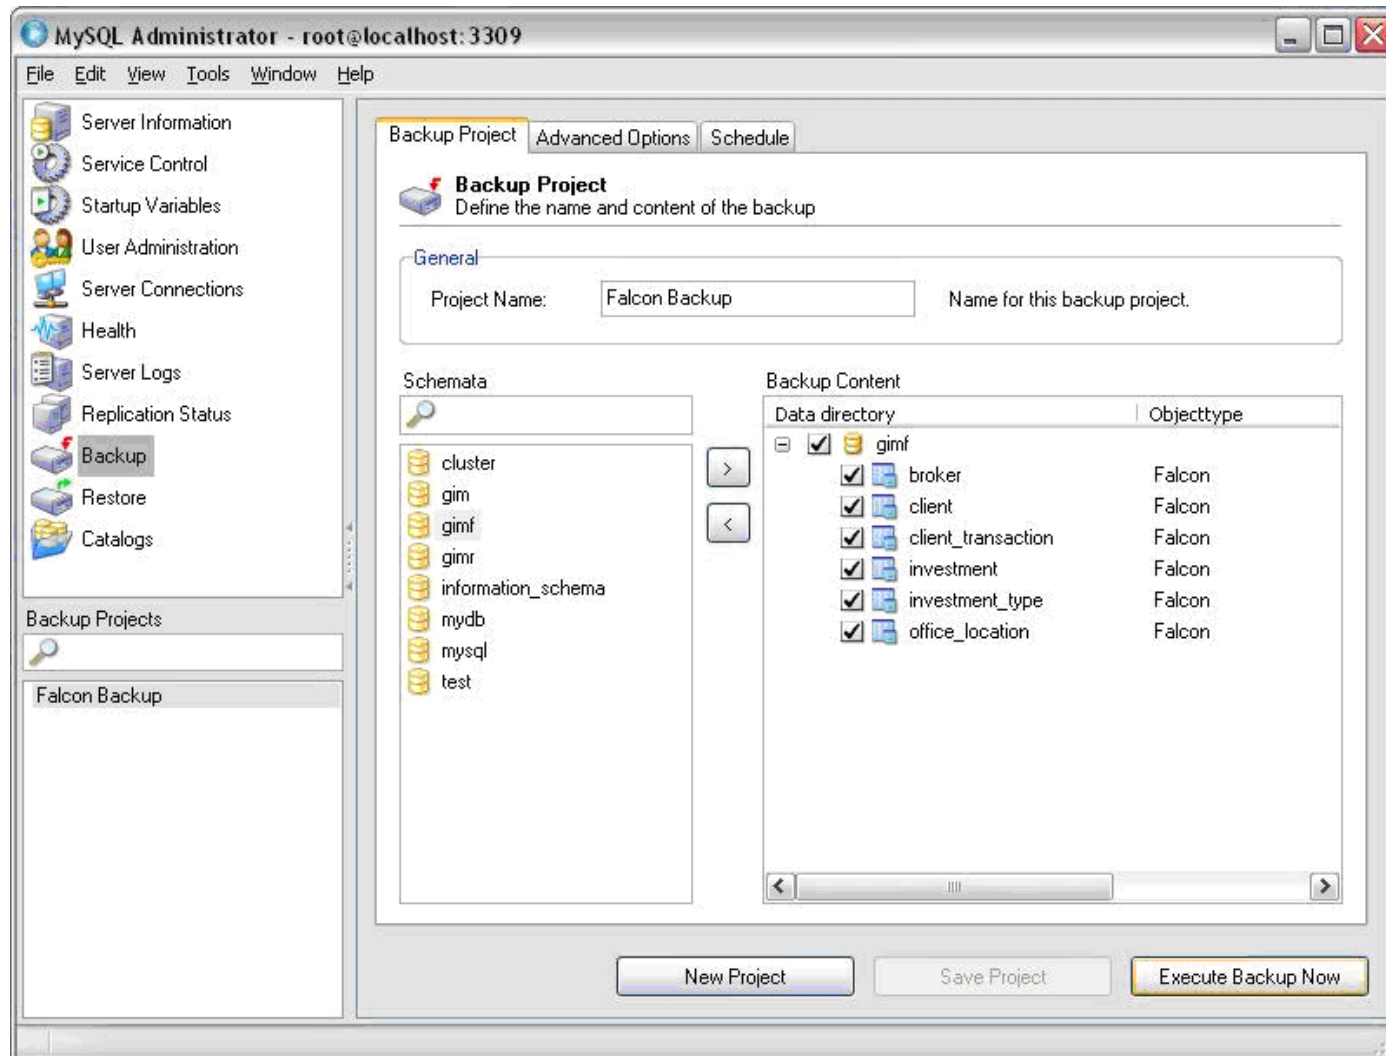 MySQL Administrator - root@localhost:3309
File Edit View Tools Window Help
Server Information
Service Control
Startup Variables
User Administration
Server Connections
Health
Server Logs
Replication Status
Backup
Restore
Catalogs
Backup Projects
Falcon Backup
Backup Project Advanced Options Schedule
Backup Project
Define the name and content of the backup
General
Project Name: Falcon Backup Name for this backup project.
Schemata
cluster
gim
gimf
gimr
information_schema
mydb
mysql
test
>
<
Backup Content
Data directory Objecttype
gimf
broker Falcon
client Falcon
client_transaction Falcon
investment Falcon
investment_type Falcon
office_location Falcon
New Project Save Project Execute Backup Now